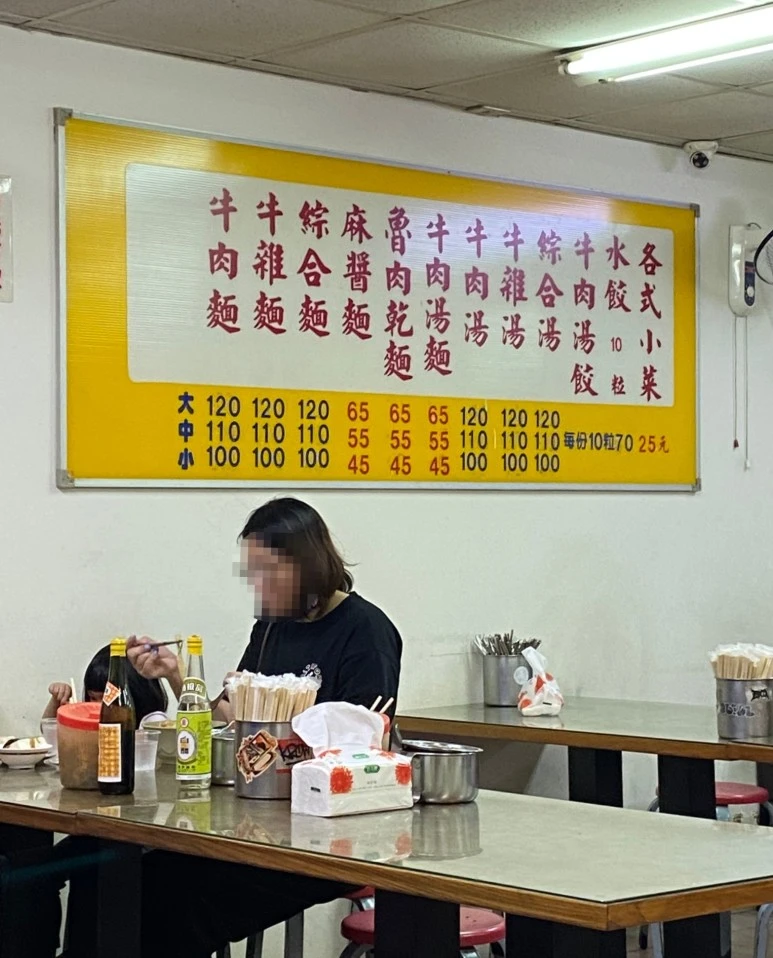 牛肉麵
牛雜麵
綜合麵
麻醬麵
魯肉乾麵
牛肉湯麵
牛肉湯
牛雜湯
綜合湯
牛肉湯餃
水餃10粒
各式小菜
大 120 120 120 65 65 65 120 120 120
中 110 110 110 55 55 55 110 110 110 每份10粒70 25元
小 100 100 100 45 45 45 100 100 100